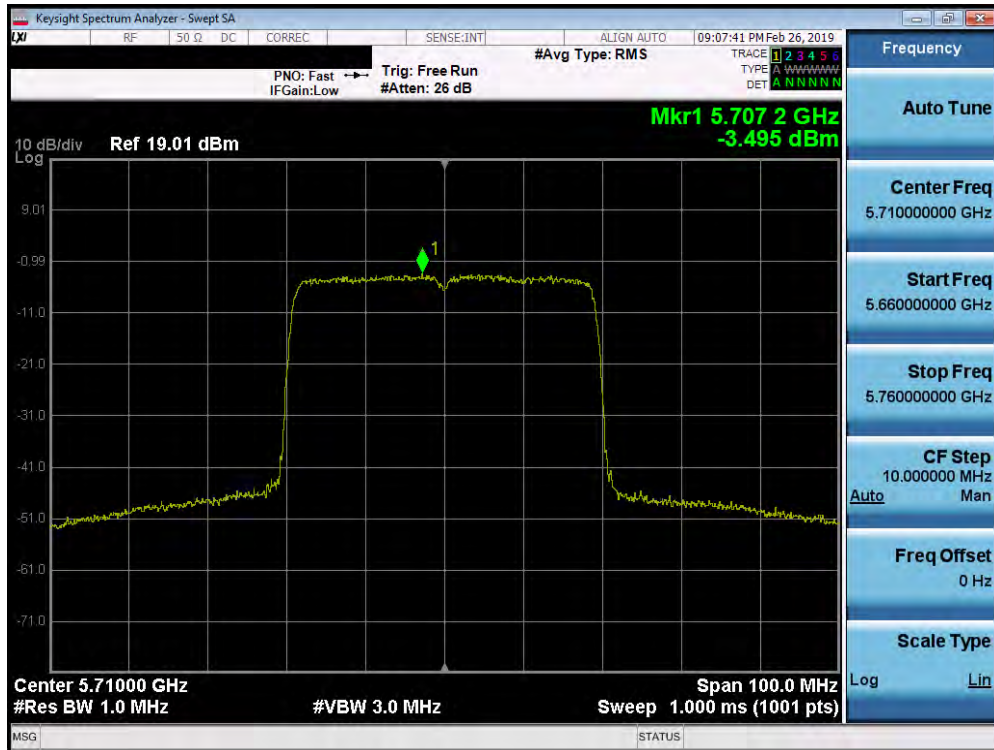 Keysight Spectrum Analyzer - Swept SA
LXI RF 50 Ω DC CORREC SENSE:INT ALIGN AUTO 09:07:41 PM Feb 26, 2019
PNO: Fast Trig: Free Run #Avg Type: RMS TRACE 1 2 3 4 5 6
IFGain:Low #Atten: 26 dB TYPE A WWWWW
DET A N N N N N
Mkr1 5.707 2 GHz
-3.495 dBm
10 dB/div Ref 19.01 dBm
Log
9.01
1
-0.99
-11.0
-21.0
-31.0
-41.0
-51.0
-61.0
-71.0
Center 5.71000 GHz Span 100.0 MHz
#Res BW 1.0 MHz #VBW 3.0 MHz Sweep 1.000 ms (1001 pts)
MSG STATUS
Frequency
Auto Tune
Center Freq
5.710000000 GHz
Start Freq
5.660000000 GHz
Stop Freq
5.760000000 GHz
CF Step
10.000000 MHz
Auto Man
Freq Offset
0 Hz
Scale Type
Log Lin